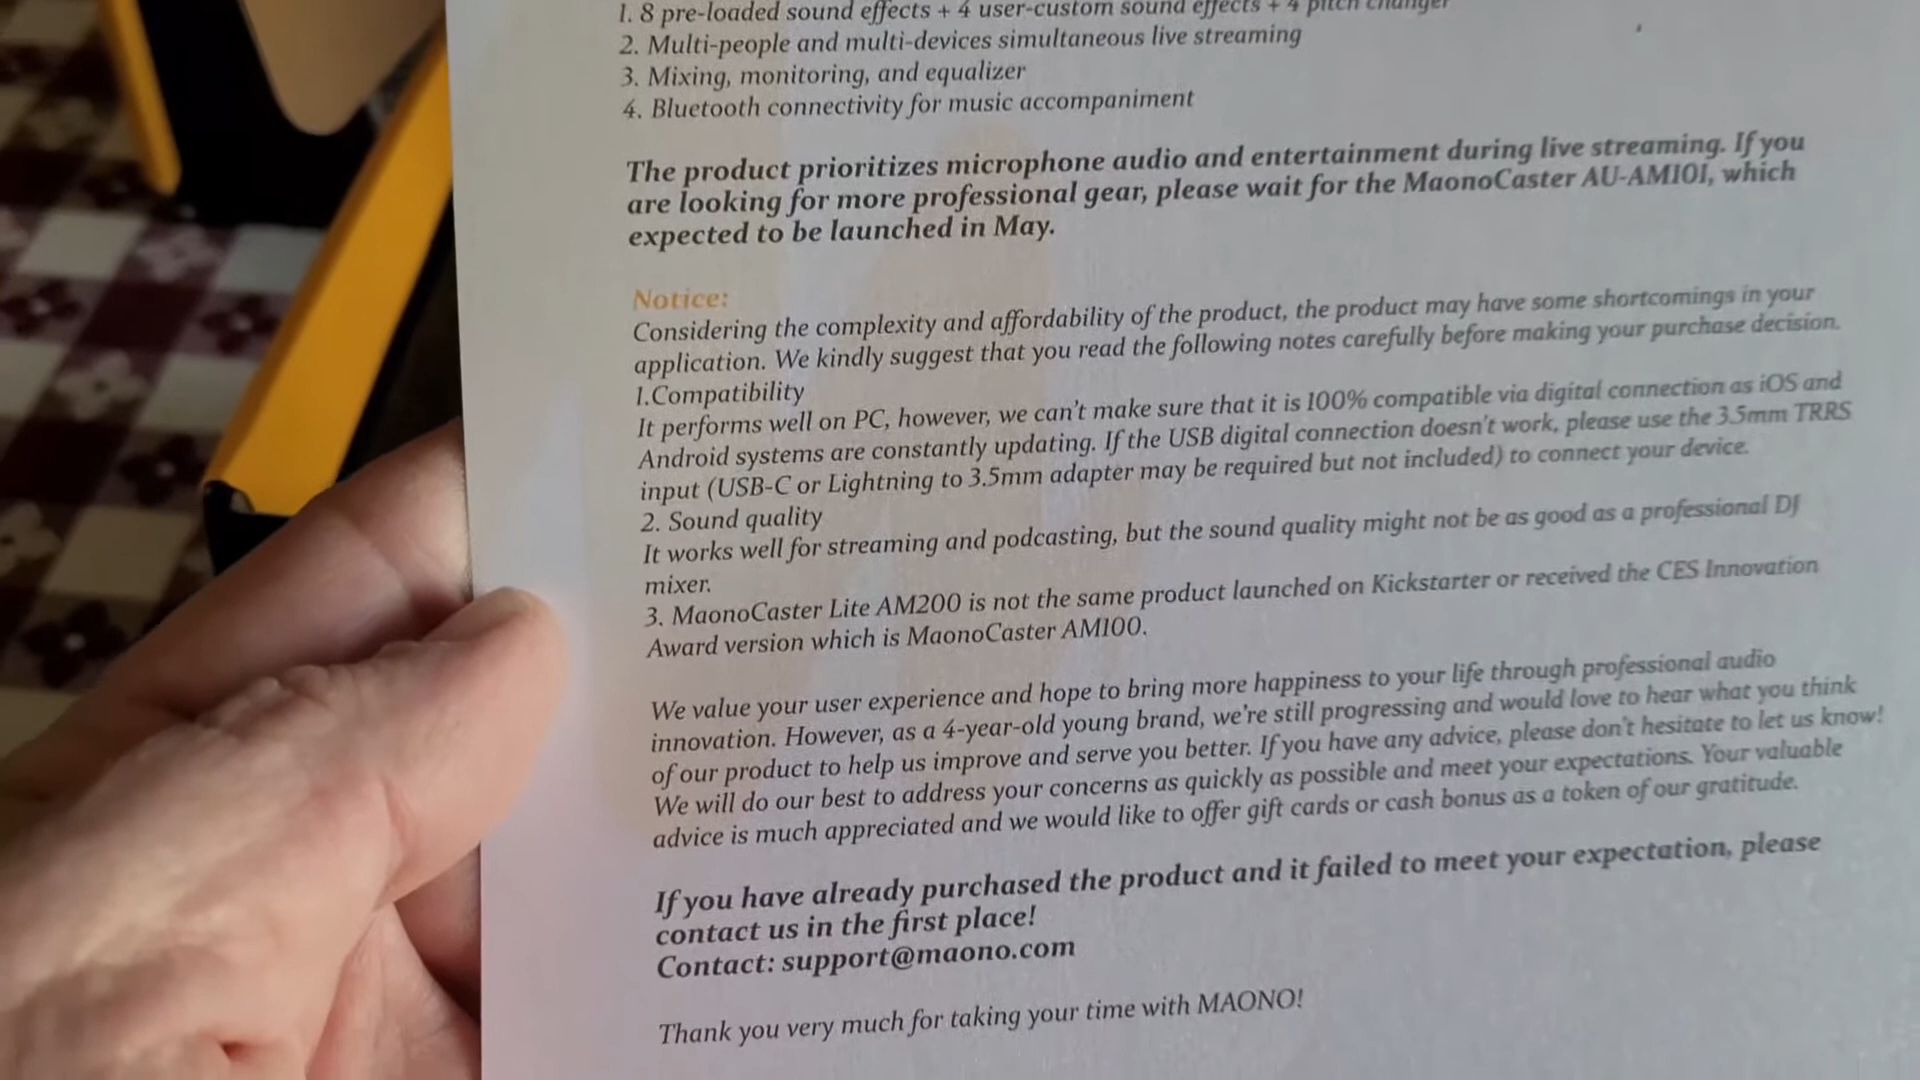 1. 8 pre-loaded sound effects + 4 user-custom sound effects + 4 pitch changer
2. Multi-people and multi-devices simultaneous live streaming
3. Mixing, monitoring, and equalizer
4. Bluetooth connectivity for music accompaniment
The product prioritizes microphone audio and entertainment during live streaming. If you
are looking for more professional gear, please wait for the MaonoCaster AU-AM101, which
expected to be launched in May.
Notice:
Considering the complexity and affordability of the product, the product may have some shortcomings in your
application. We kindly suggest that you read the following notes carefully before making your purchase decision.
1.Compatibility
It performs well on PC, however, we can't make sure that it is 100% compatible via digital connection as iOS and
Android systems are constantly updating. If the USB digital connection doesn't work, please use the 3.5mm TRRS
input (USB-C or Lightning to 3.5mm adapter may be required but not included) to connect your device.
2. Sound quality
It works well for streaming and podcasting, but the sound quality might not be as good as a professional DJ
mixer.
3. MaonoCaster Lite AM200 is not the same product launched on Kickstarter or received the CES Innovation
Award version which is MaonoCaster AM100.
We value your user experience and hope to bring more happiness to your life through professional audio
innovation. However, as a 4-year-old young brand, we're still progressing and would love to hear what you think
of our product to help us improve and serve you better. If you have any advice, please don't hesitate to let us know!
We will do our best to address your concerns as quickly as possible and meet your expectations. Your valuable
advice is much appreciated and we would like to offer gift cards or cash bonus as a token of our gratitude.
If you have already purchased the product and it failed to meet your expectation, please
contact us in the first place!
Contact: support@maono.com
Thank you very much for taking your time with MAONO!